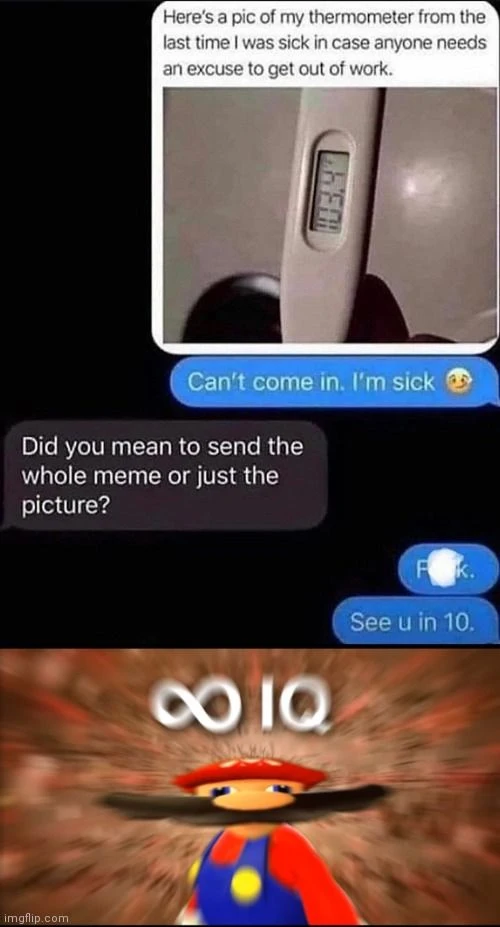 Here's a pic of my thermometer from the
last time I was sick in case anyone needs
an excuse to get out of work.
Can't come in. I'm sick 🤕
Did you mean to send the
whole meme or just the
picture?
F k.
See u in 10.
∞ IQ
imgflip.com